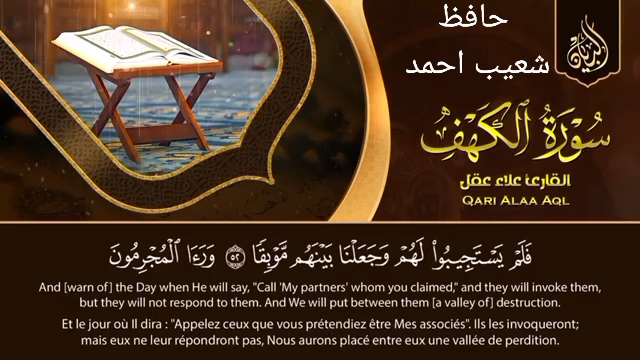 حافظ
شعيب احمد
البريان
سُورَةُ الكَهْفِ
القارئ علاء عقل
QARI ALAA AQL
فَلَمْ يَسْتَجِيبُوا۟ لَهُمْ وَجَعَلْنَا بَيْنَهُم مَّوْبِقًا ٥٢ وَرَءَا ٱلْمُجْرِمُونَ
And [warn of] the Day when He will say, "Call 'My partners' whom you claimed," and they will invoke them,
but they will not respond to them. And We will put between them [a valley of] destruction.
Et le jour où Il dira : "Appelez ceux que vous prétendiez être Mes associés". Ils les invoqueront;
mais eux ne leur répondront pas, Nous aurons placé entre eux une vallée de perdition.